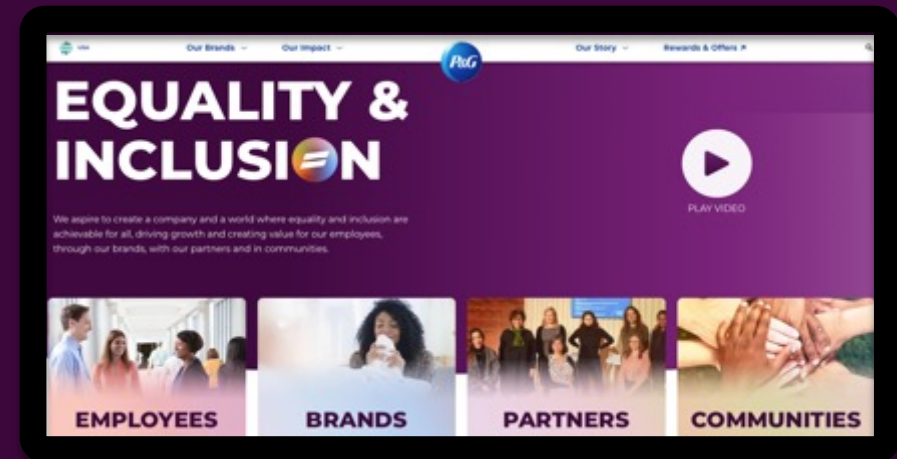 USA
Our Brands
Our Impact
P&G
Our Story
Rewards & Offers
EQUALITY &
INCLUSION
We aspire to create a company and a world where equality and inclusion are
achievable for all, driving growth and creating value for our employees,
through our brands, with our partners and in communities.
PLAY VIDEO
EMPLOYEES
BRANDS
PARTNERS
COMMUNITIES